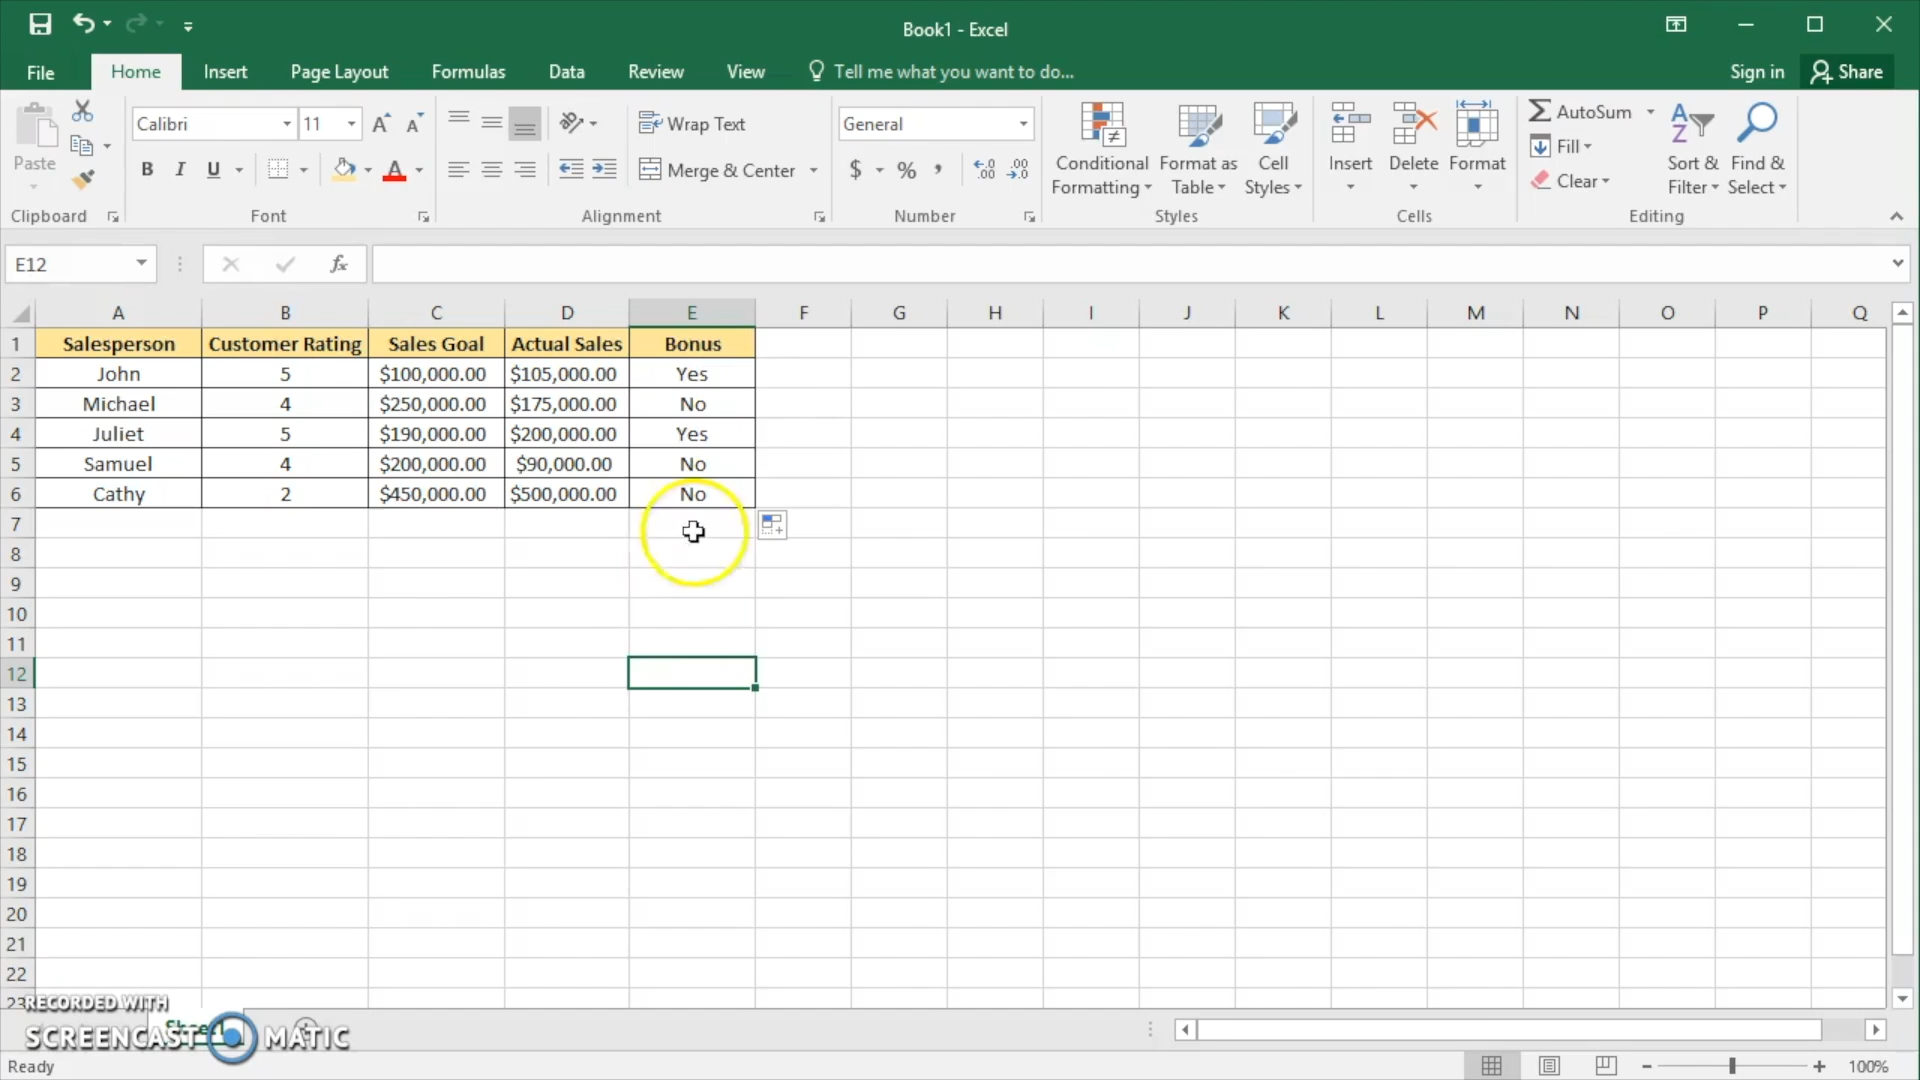 Book1 - Excel
File Home Insert Page Layout Formulas Data Review View Tell me what you want to do... Sign in Share
Calibri 11 Wrap Text General AutoSum
Paste Fill
B I U Merge & Center $ % , Conditional Formatting Format as Table Cell Styles Insert Delete Format Clear Sort & Filter Find & Select
Clipboard Font Alignment Number Styles Cells Editing
E12 fx
A B C D E F G H I J K L M N O P Q
1 Salesperson Customer Rating Sales Goal Actual Sales Bonus
2 John 5 $100,000.00 $105,000.00 Yes
3 Michael 4 $250,000.00 $175,000.00 No
4 Juliet 5 $190,000.00 $200,000.00 Yes
5 Samuel 4 $200,000.00 $90,000.00 No
6 Cathy 2 $450,000.00 $500,000.00 No
7
8
9
10
11
12
13
14
15
16
17
18
19
20
21
22
23
RECORDED WITH
SCREENCAST MATIC
Ready 100%